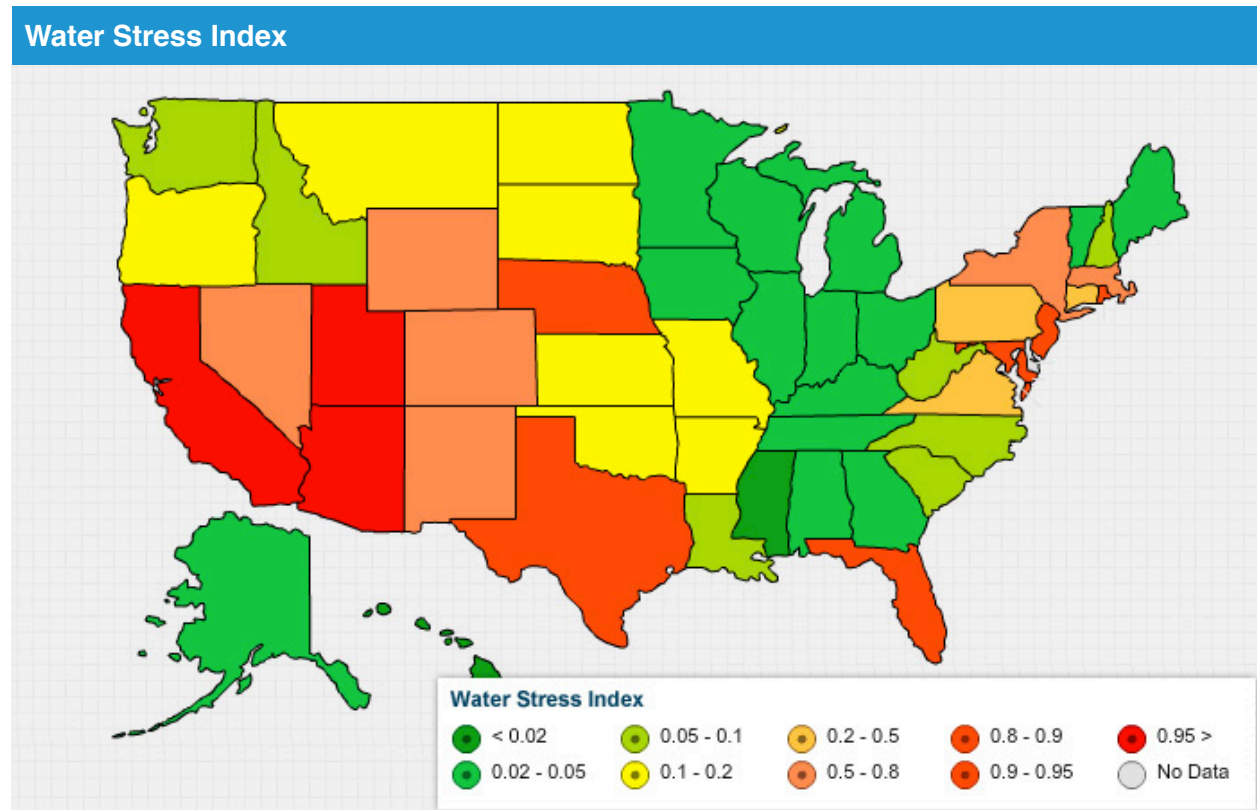 Water Stress Index
Water Stress Index
< 0.02
0.05 - 0.1
0.2 - 0.5
0.8 - 0.9
0.95 >
0.02 - 0.05
0.1 - 0.2
0.5 - 0.8
0.9 - 0.95
No Data